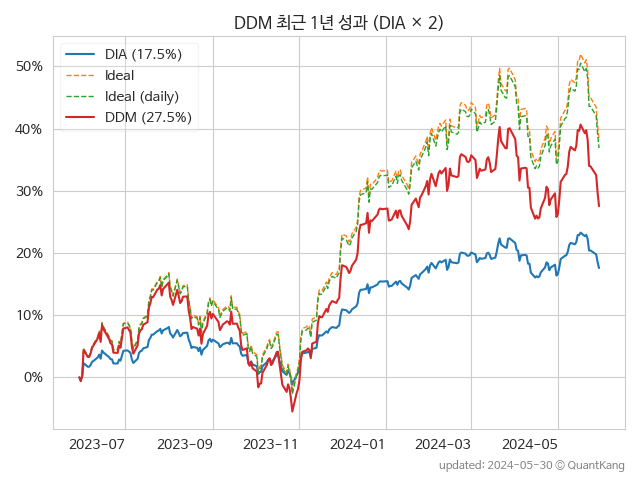 DDM 최근 1년 성과 (DIA × 2)
DIA (17.5%)
Ideal
Ideal (daily)
DDM (27.5%)
50%
40%
30%
20%
10%
0%
2023-07 2023-09 2023-11 2024-01 2024-03 2024-05
updated: 2024-05-30 © QuantKang